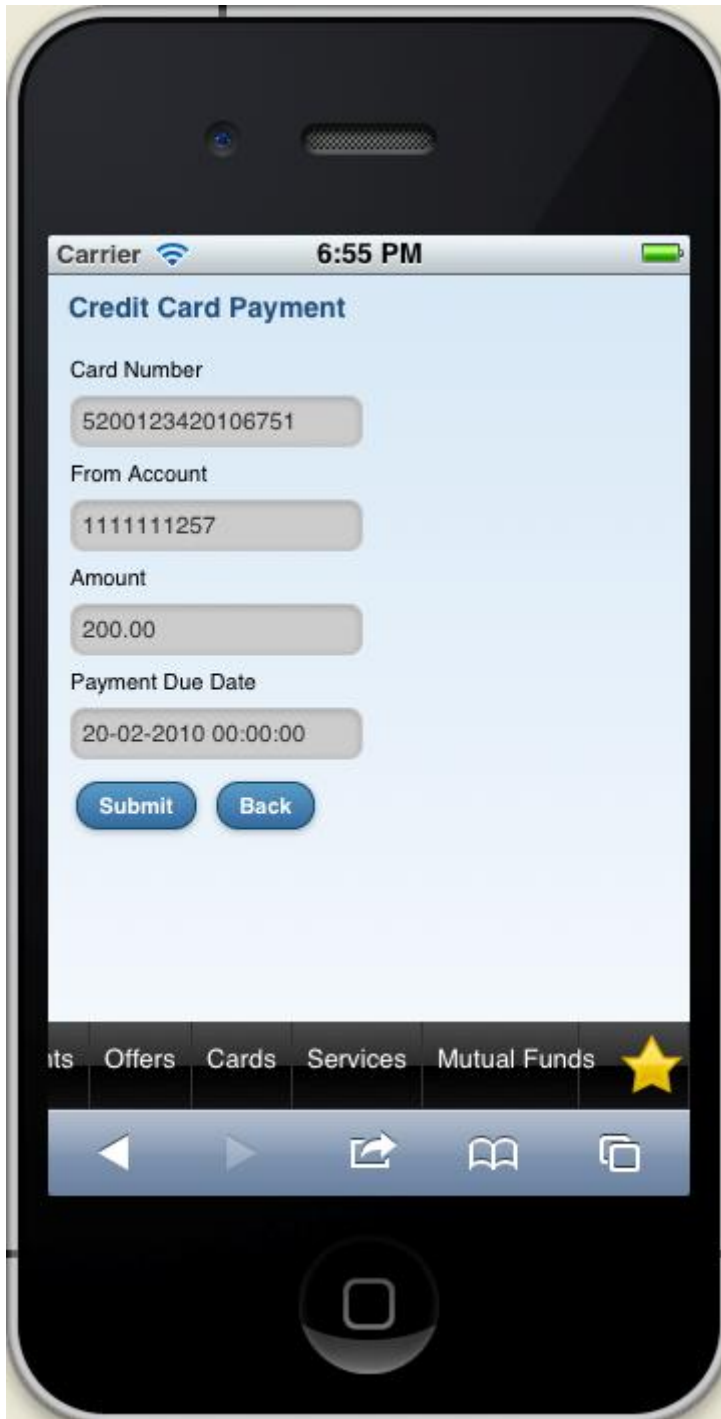 Carrier 6:55 PM
Credit Card Payment
Card Number
5200123420106751
From Account
1111111257
Amount
200.00
Payment Due Date
20-02-2010 00:00:00
Submit Back
nts Offers Cards Services Mutual Funds